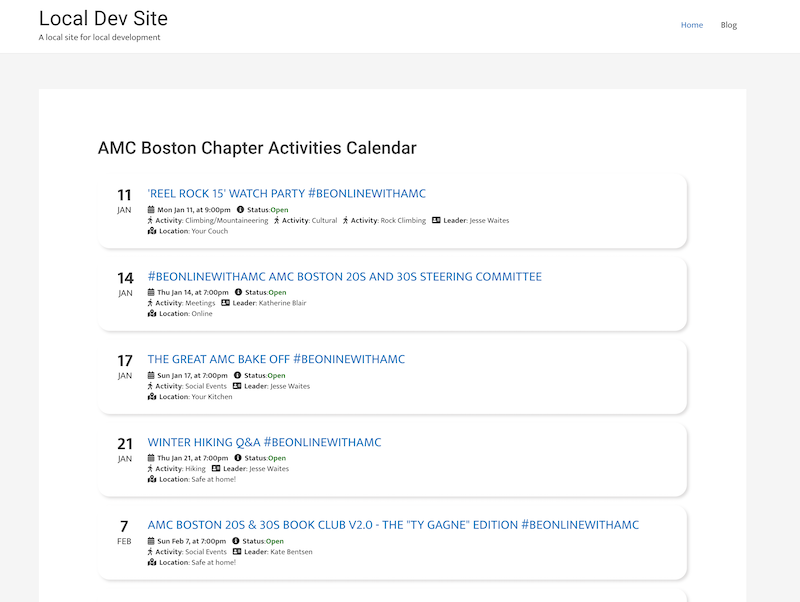 Local Dev Site
A local site for local development
Home Blog
AMC Boston Chapter Activities Calendar
11
JAN
'REEL ROCK 15' WATCH PARTY #BEONLINEWITHAMC
Mon Jan 11, at 9:00pm Status:Open
Activity: Climbing/Mountaineering Activity: Cultural Activity: Rock Climbing Leader: Jesse Waites
Location: Your Couch
14
JAN
#BEONLINEWITHAMC AMC BOSTON 20S AND 30S STEERING COMMITTEE
Thu Jan 14, at 7:00pm Status:Open
Activity: Meetings Leader: Katherine Blair
Location: Online
17
JAN
THE GREAT AMC BAKE OFF #BEONINEWITHAMC
Sun Jan 17, at 7:00pm Status:Open
Activity: Social Events Leader: Jesse Waites
Location: Your Kitchen
21
JAN
WINTER HIKING Q&A #BEONLINEWITHAMC
Thu Jan 21, at 7:00pm Status:Open
Activity: Hiking Leader: Jesse Waites
Location: Safe at home!
7
FEB
AMC BOSTON 20S & 30S BOOK CLUB V2.0 - THE "TY GAGNE" EDITION #BEONLINEWITHAMC
Sun Feb 7, at 7:00pm Status:Open
Activity: Social Events Leader: Kate Bentsen
Location: Safe at home!